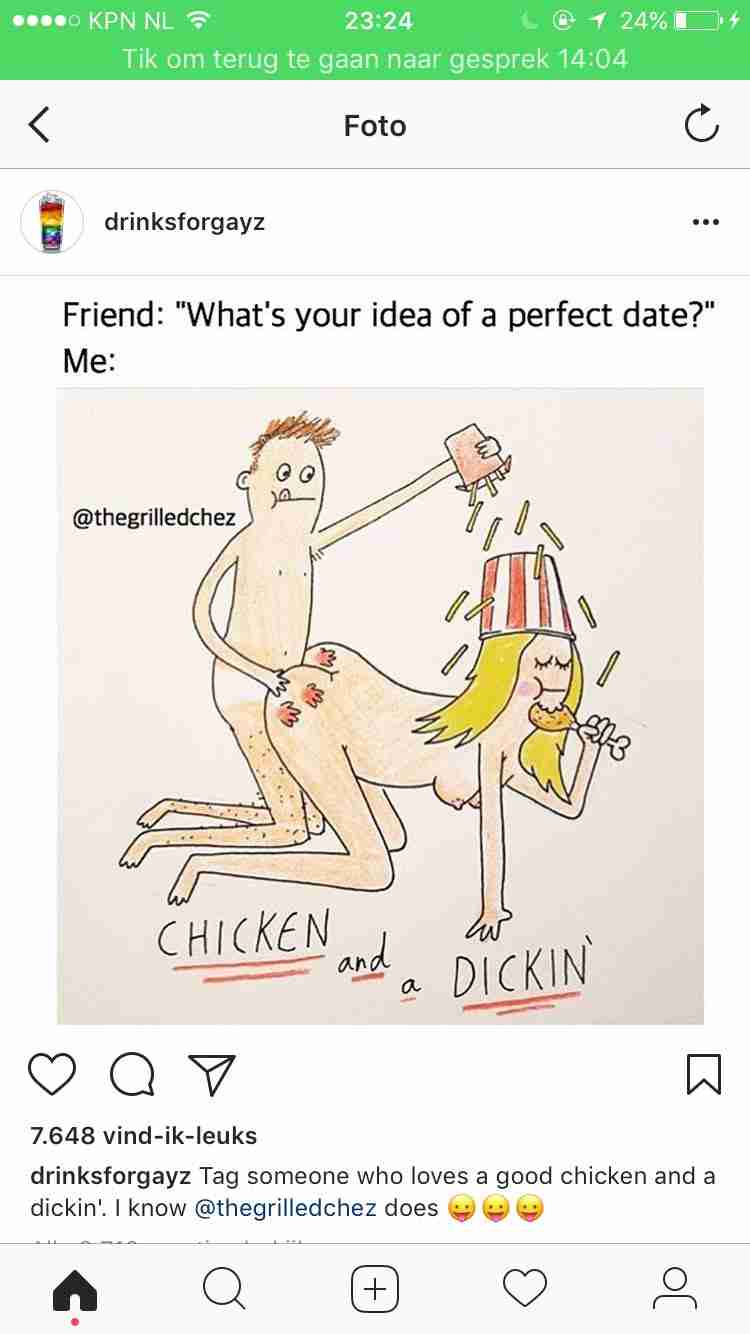 KPN NL 23:24 24%
Tik om terug te gaan naar gesprek 14:04
Foto
drinksforgayz
Friend: "What's your idea of a perfect date?"
Me:
@thegrilledchez
CHICKEN and a DICKIN'
7.648 vind-ik-leuks
drinksforgayz Tag someone who loves a good chicken and a
dickin'. I know @thegrilledchez does 😛😛😛